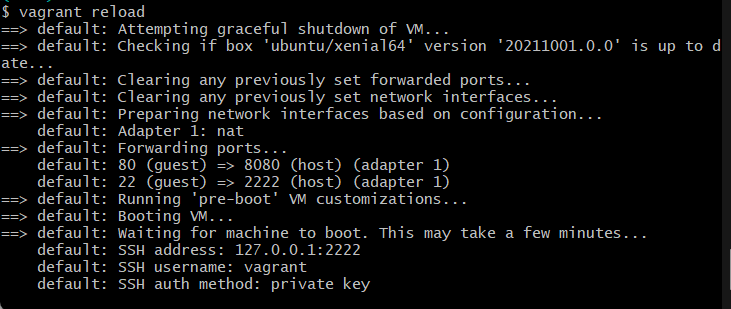 $ vagrant reload
==> default: Attempting graceful shutdown of VM...
==> default: Checking if box 'ubuntu/xenial64' version '20211001.0.0' is up to d
ate...
==> default: Clearing any previously set forwarded ports...
==> default: Clearing any previously set network interfaces...
==> default: Preparing network interfaces based on configuration...
    default: Adapter 1: nat
==> default: Forwarding ports...
    default: 80 (guest) => 8080 (host) (adapter 1)
    default: 22 (guest) => 2222 (host) (adapter 1)
==> default: Running 'pre-boot' VM customizations...
==> default: Booting VM...
==> default: Waiting for machine to boot. This may take a few minutes...
    default: SSH address: 127.0.0.1:2222
    default: SSH username: vagrant
    default: SSH auth method: private key